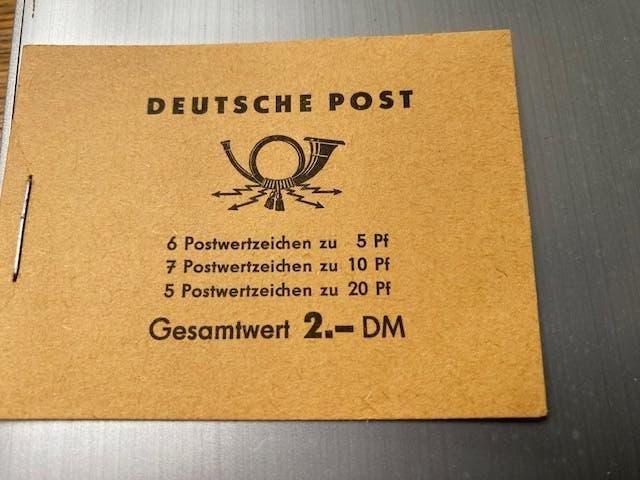 DEUTSCHE POST
6 Postwertzeichen zu 5 Pf
7 Postwertzeichen zu 10 Pf
5 Postwertzeichen zu 20 Pf
Gesamtwert 2.– DM